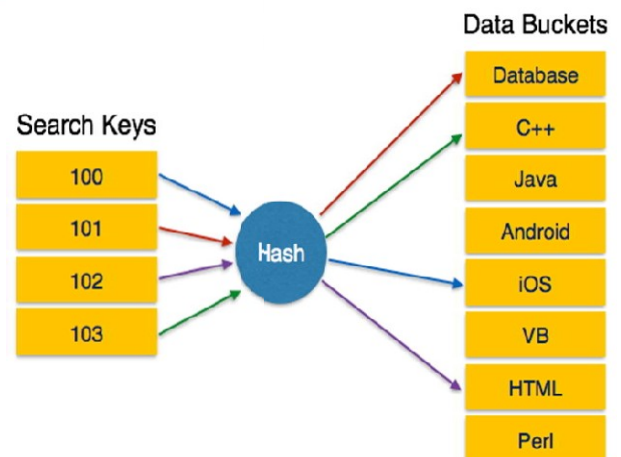 Data Buckets
Search Keys
100
101
102
103
Hash
Database
C++
Java
Android
iOS
VB
HTML
Perl